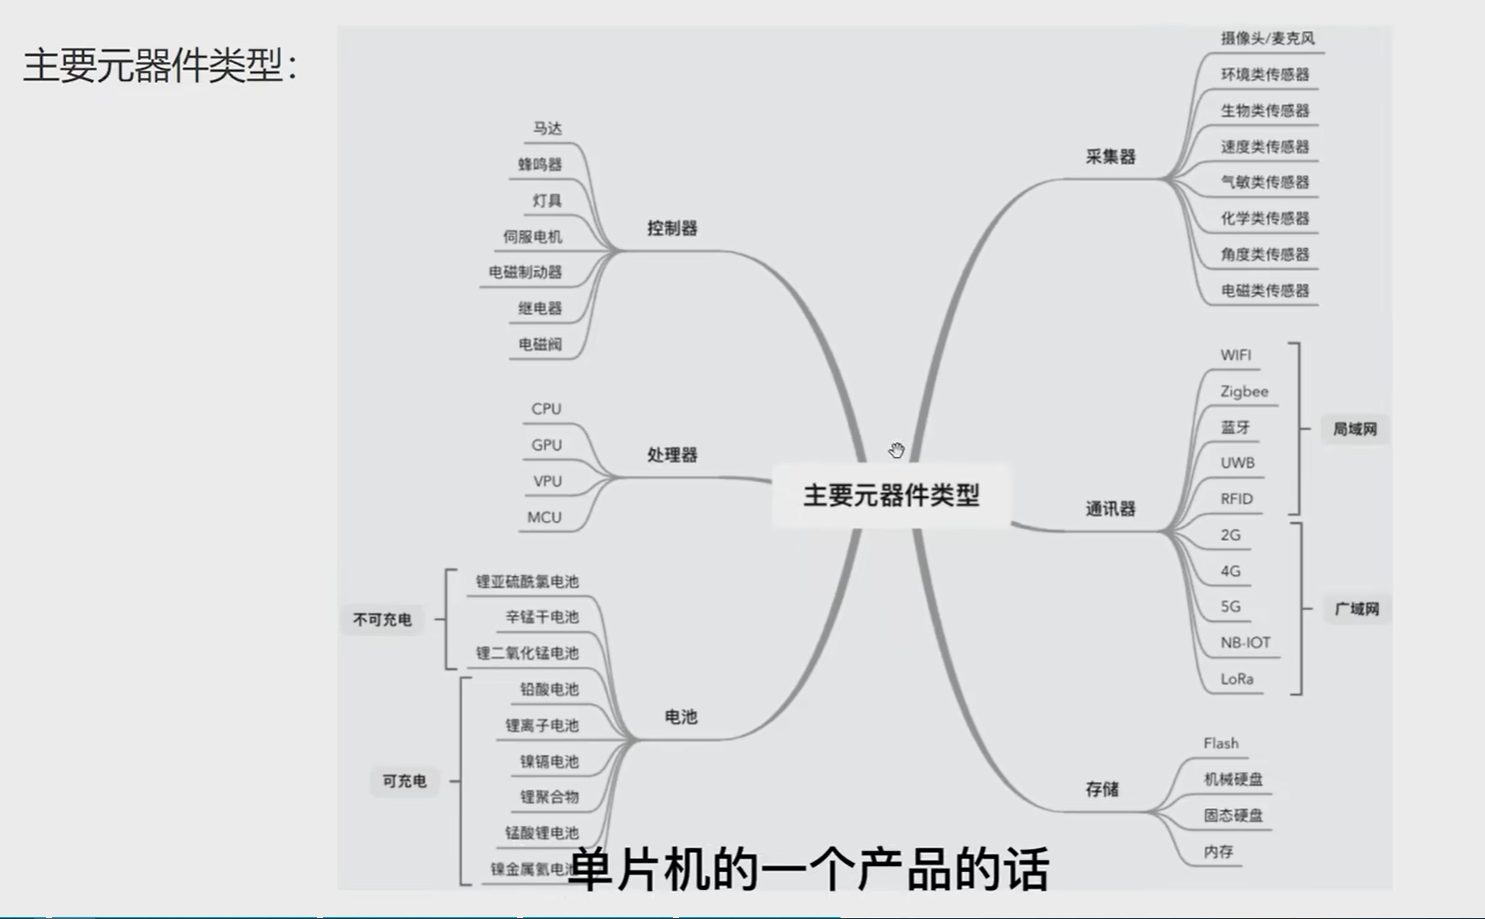 主要元器件类型：
马达
蜂鸣器
灯具
伺服电机
电磁制动器
继电器
电磁阀
控制器
CPU
GPU
VPU
MCU
处理器
不可充电
锂亚硫酰氯电池
辛锰干电池
锂二氧化锰电池
可充电
铅酸电池
锂离子电池
镍镉电池
锂聚合物
锰酸锂电池
镍金属氢电池
电池
主要元器件类型
采集器
摄像头/麦克风
环境类传感器
生物类传感器
速度类传感器
气敏类传感器
化学类传感器
角度类传感器
电磁类传感器
通讯器
WIFI
Zigbee
蓝牙
UWB
RFID
局域网
2G
4G
5G
NB-IOT
LoRa
广域网
存储
Flash
机械硬盘
固态硬盘
内存
单片机的一个产品的话